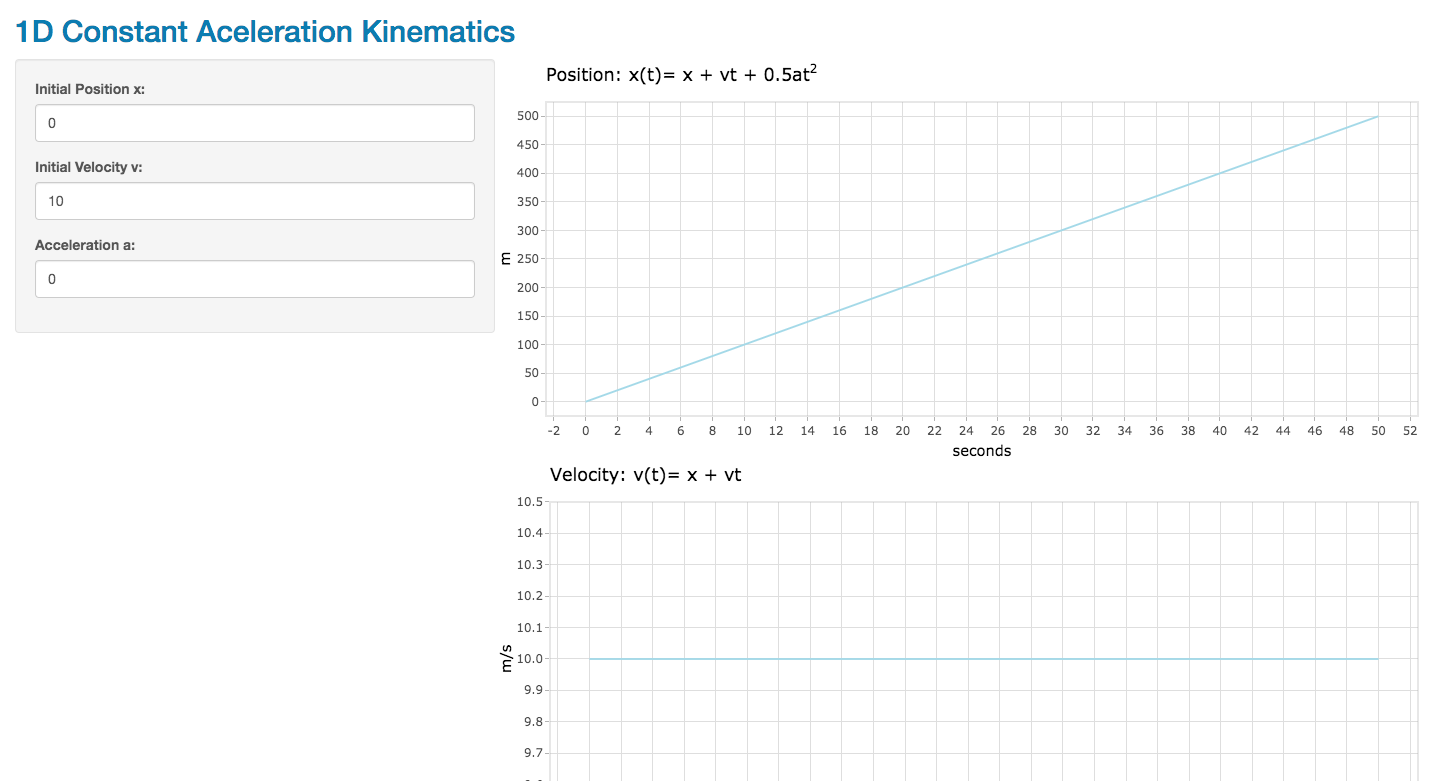 1D Constant Aceleration Kinematics
Initial Position x:
0
Initial Velocity v:
10
Acceleration a:
0
Position: x(t)= x + vt + 0.5at²
500
450
400
350
300
250
200
150
100
50
0
m
-2 0 2 4 6 8 10 12 14 16 18 20 22 24 26 28 30 32 34 36 38 40 42 44 46 48 50 52
seconds
Velocity: v(t)= x + vt
10.5
10.4
10.3
10.2
10.1
10.0
9.9
9.8
9.7
m/s